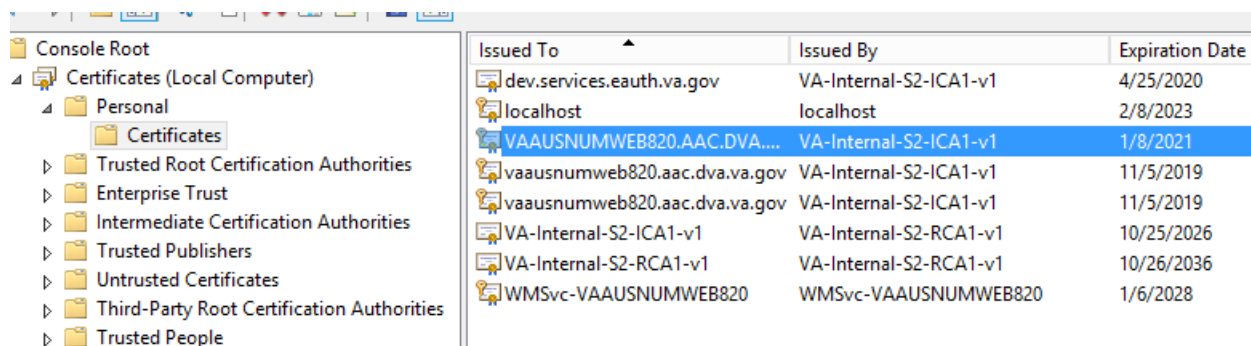 Console Root
Certificates (Local Computer)
Personal
Certificates
Trusted Root Certification Authorities
Enterprise Trust
Intermediate Certification Authorities
Trusted Publishers
Untrusted Certificates
Third-Party Root Certification Authorities
Trusted People
Issued To Issued By Expiration Date
dev.services.eauth.va.gov VA-Internal-S2-ICA1-v1 4/25/2020
localhost localhost 2/8/2023
VAAUSNUMWEB820.AAC.DVA.... VA-Internal-S2-ICA1-v1 1/8/2021
vaausnumweb820.aac.dva.va.gov VA-Internal-S2-ICA1-v1 11/5/2019
vaausnumweb820.aac.dva.va.gov VA-Internal-S2-ICA1-v1 11/5/2019
VA-Internal-S2-ICA1-v1 VA-Internal-S2-RCA1-v1 10/25/2026
VA-Internal-S2-RCA1-v1 VA-Internal-S2-RCA1-v1 10/26/2036
WMSvc-VAAUSNUMWEB820 WMSvc-VAAUSNUMWEB820 1/6/2028